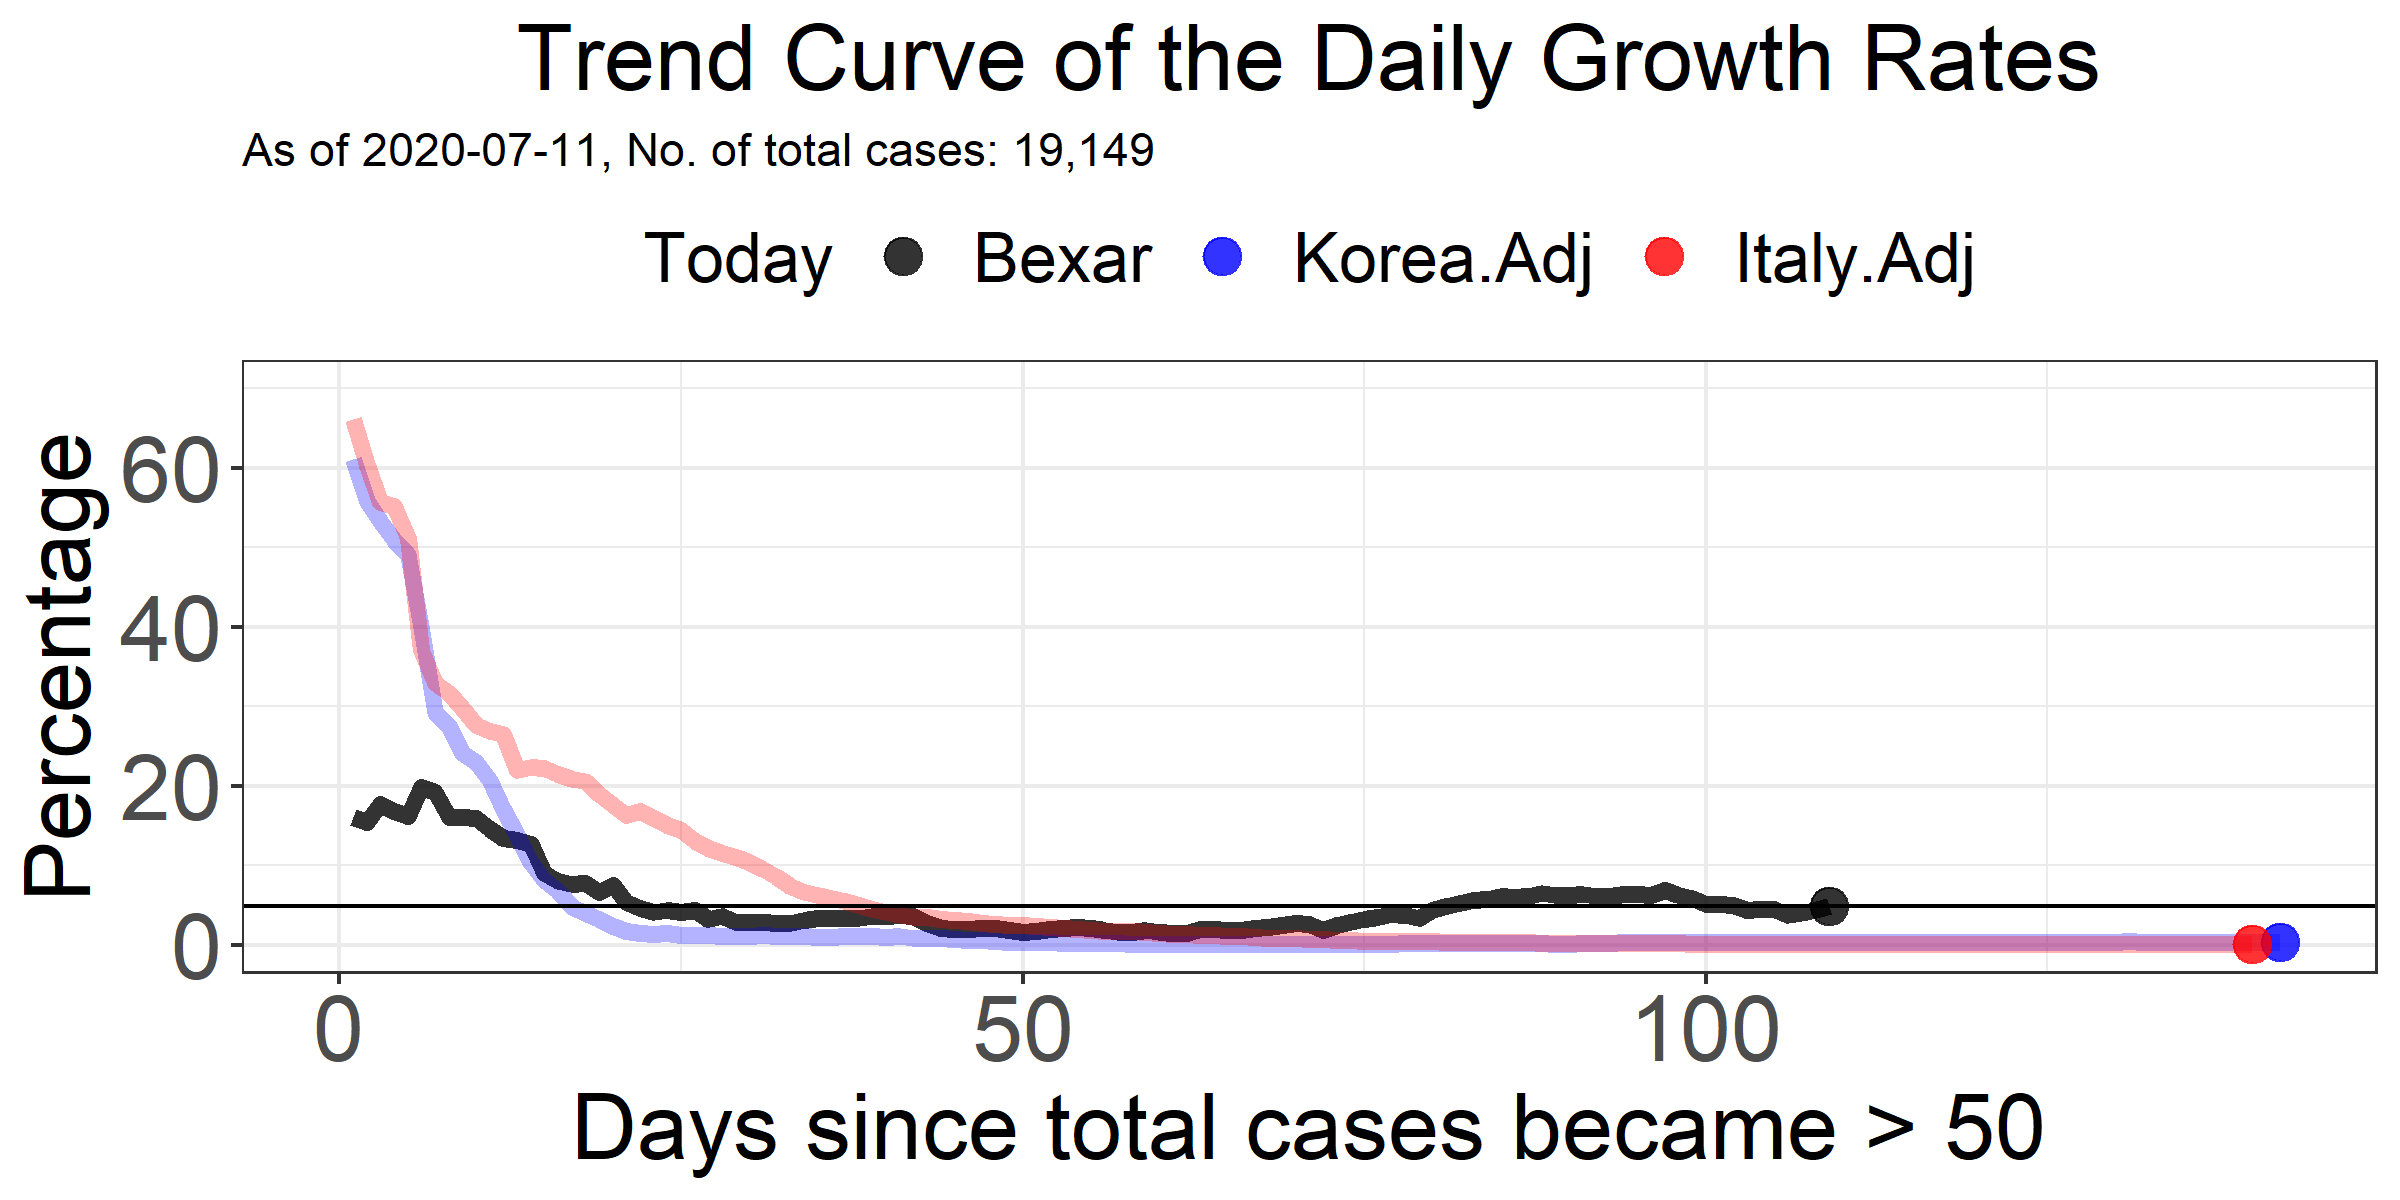 Trend Curve of the Daily Growth Rates
As of 2020-07-11, No. of total cases: 19,149
Today Bexar Korea.Adj Italy.Adj
Percentage
60
40
20
0
0 50 100
Days since total cases became > 50